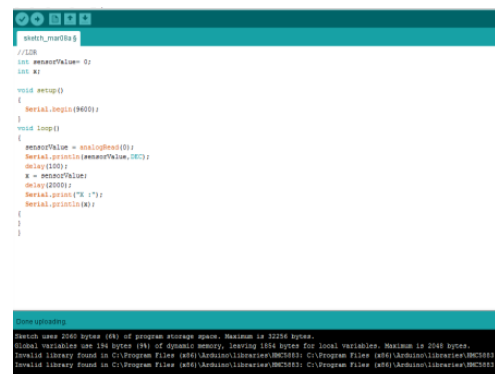 sketch_mar08a §
//LDR
int sensorValue= 0;
int x;
void setup()
{
Serial.begin(9600);
}
void loop()
{
sensorValue = analogRead(0);
Serial.println(sensorValue,DEC);
delay(100);
x = sensorValue;
delay(2000);
Serial.print("X :");
Serial.println(x);
{
}
}
Done uploading.
Sketch uses 2060 bytes (6%) of program storage space. Maximum is 32256 bytes.
Global variables use 194 bytes (9%) of dynamic memory, leaving 1854 bytes for local variables. Maximum is 2048 bytes.
Invalid library found in C:\Program Files (x86)\Arduino\libraries\HMC5883: C:\Program Files (x86)\Arduino\libraries\HMC5883
Invalid library found in C:\Program Files (x86)\Arduino\libraries\HMC5883: C:\Program Files (x86)\Arduino\libraries\HMC5883